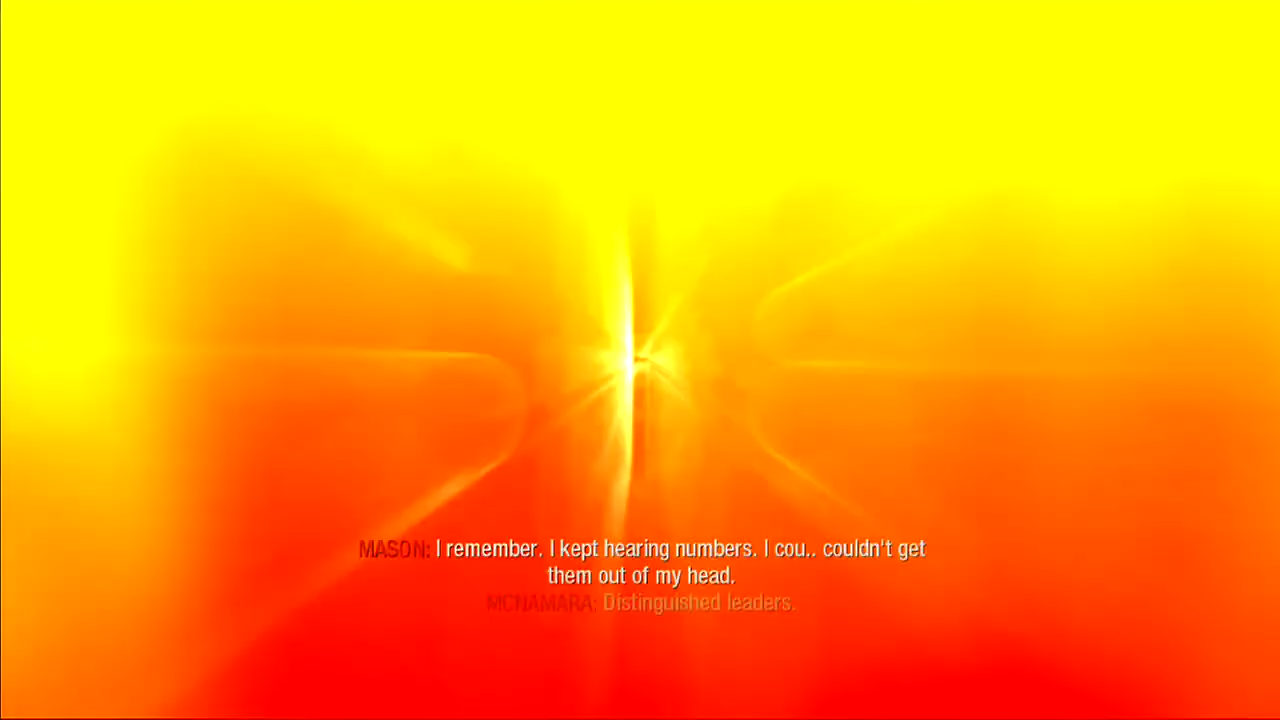 MASON: I remember. I kept hearing numbers. I cou.. couldn't get
them out of my head.
MCNAMARA: Distinguished leaders.